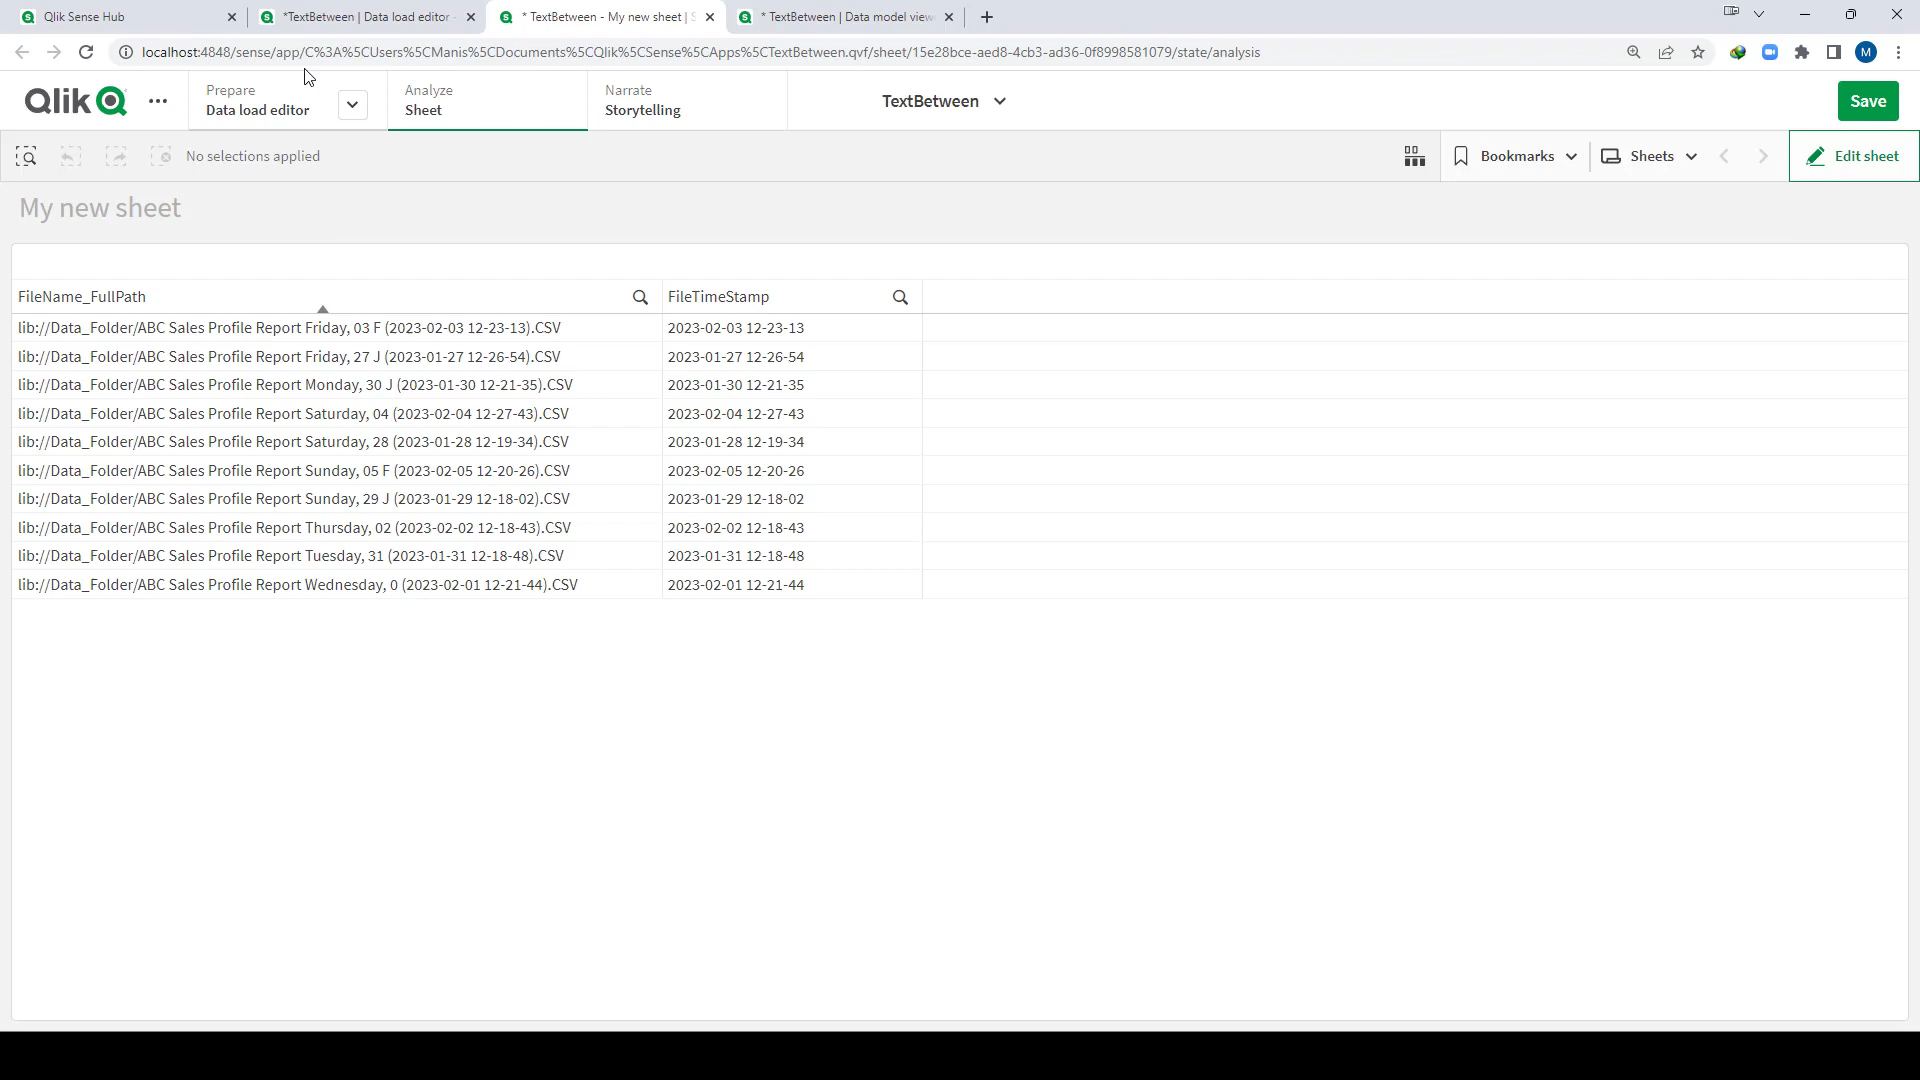 Qlik Sense Hub
*TextBetween | Data load editor -
* TextBetween - My new sheet | S
* TextBetween | Data model view
localhost:4848/sense/app/C%3A%5CUsers%5CManis%5CDocuments%5CQlik%5CSense%5CApps%5CTextBetween.qvf/sheet/15e28bce-aed8-4cb3-ad36-0f8998581079/state/analysis
M
Qlik
Prepare
Data load editor
Analyze
Sheet
Narrate
Storytelling
TextBetween
Save
No selections applied
Bookmarks
Sheets
Edit sheet
My new sheet
FileName_FullPath FileTimeStamp
lib://Data_Folder/ABC Sales Profile Report Friday, 03 F (2023-02-03 12-23-13).CSV 2023-02-03 12-23-13
lib://Data_Folder/ABC Sales Profile Report Friday, 27 J (2023-01-27 12-26-54).CSV 2023-01-27 12-26-54
lib://Data_Folder/ABC Sales Profile Report Monday, 30 J (2023-01-30 12-21-35).CSV 2023-01-30 12-21-35
lib://Data_Folder/ABC Sales Profile Report Saturday, 04 (2023-02-04 12-27-43).CSV 2023-02-04 12-27-43
lib://Data_Folder/ABC Sales Profile Report Saturday, 28 (2023-01-28 12-19-34).CSV 2023-01-28 12-19-34
lib://Data_Folder/ABC Sales Profile Report Sunday, 05 F (2023-02-05 12-20-26).CSV 2023-02-05 12-20-26
lib://Data_Folder/ABC Sales Profile Report Sunday, 29 J (2023-01-29 12-18-02).CSV 2023-01-29 12-18-02
lib://Data_Folder/ABC Sales Profile Report Thursday, 02 (2023-02-02 12-18-43).CSV 2023-02-02 12-18-43
lib://Data_Folder/ABC Sales Profile Report Tuesday, 31 (2023-01-31 12-18-48).CSV 2023-01-31 12-18-48
lib://Data_Folder/ABC Sales Profile Report Wednesday, 0 (2023-02-01 12-21-44).CSV 2023-02-01 12-21-44